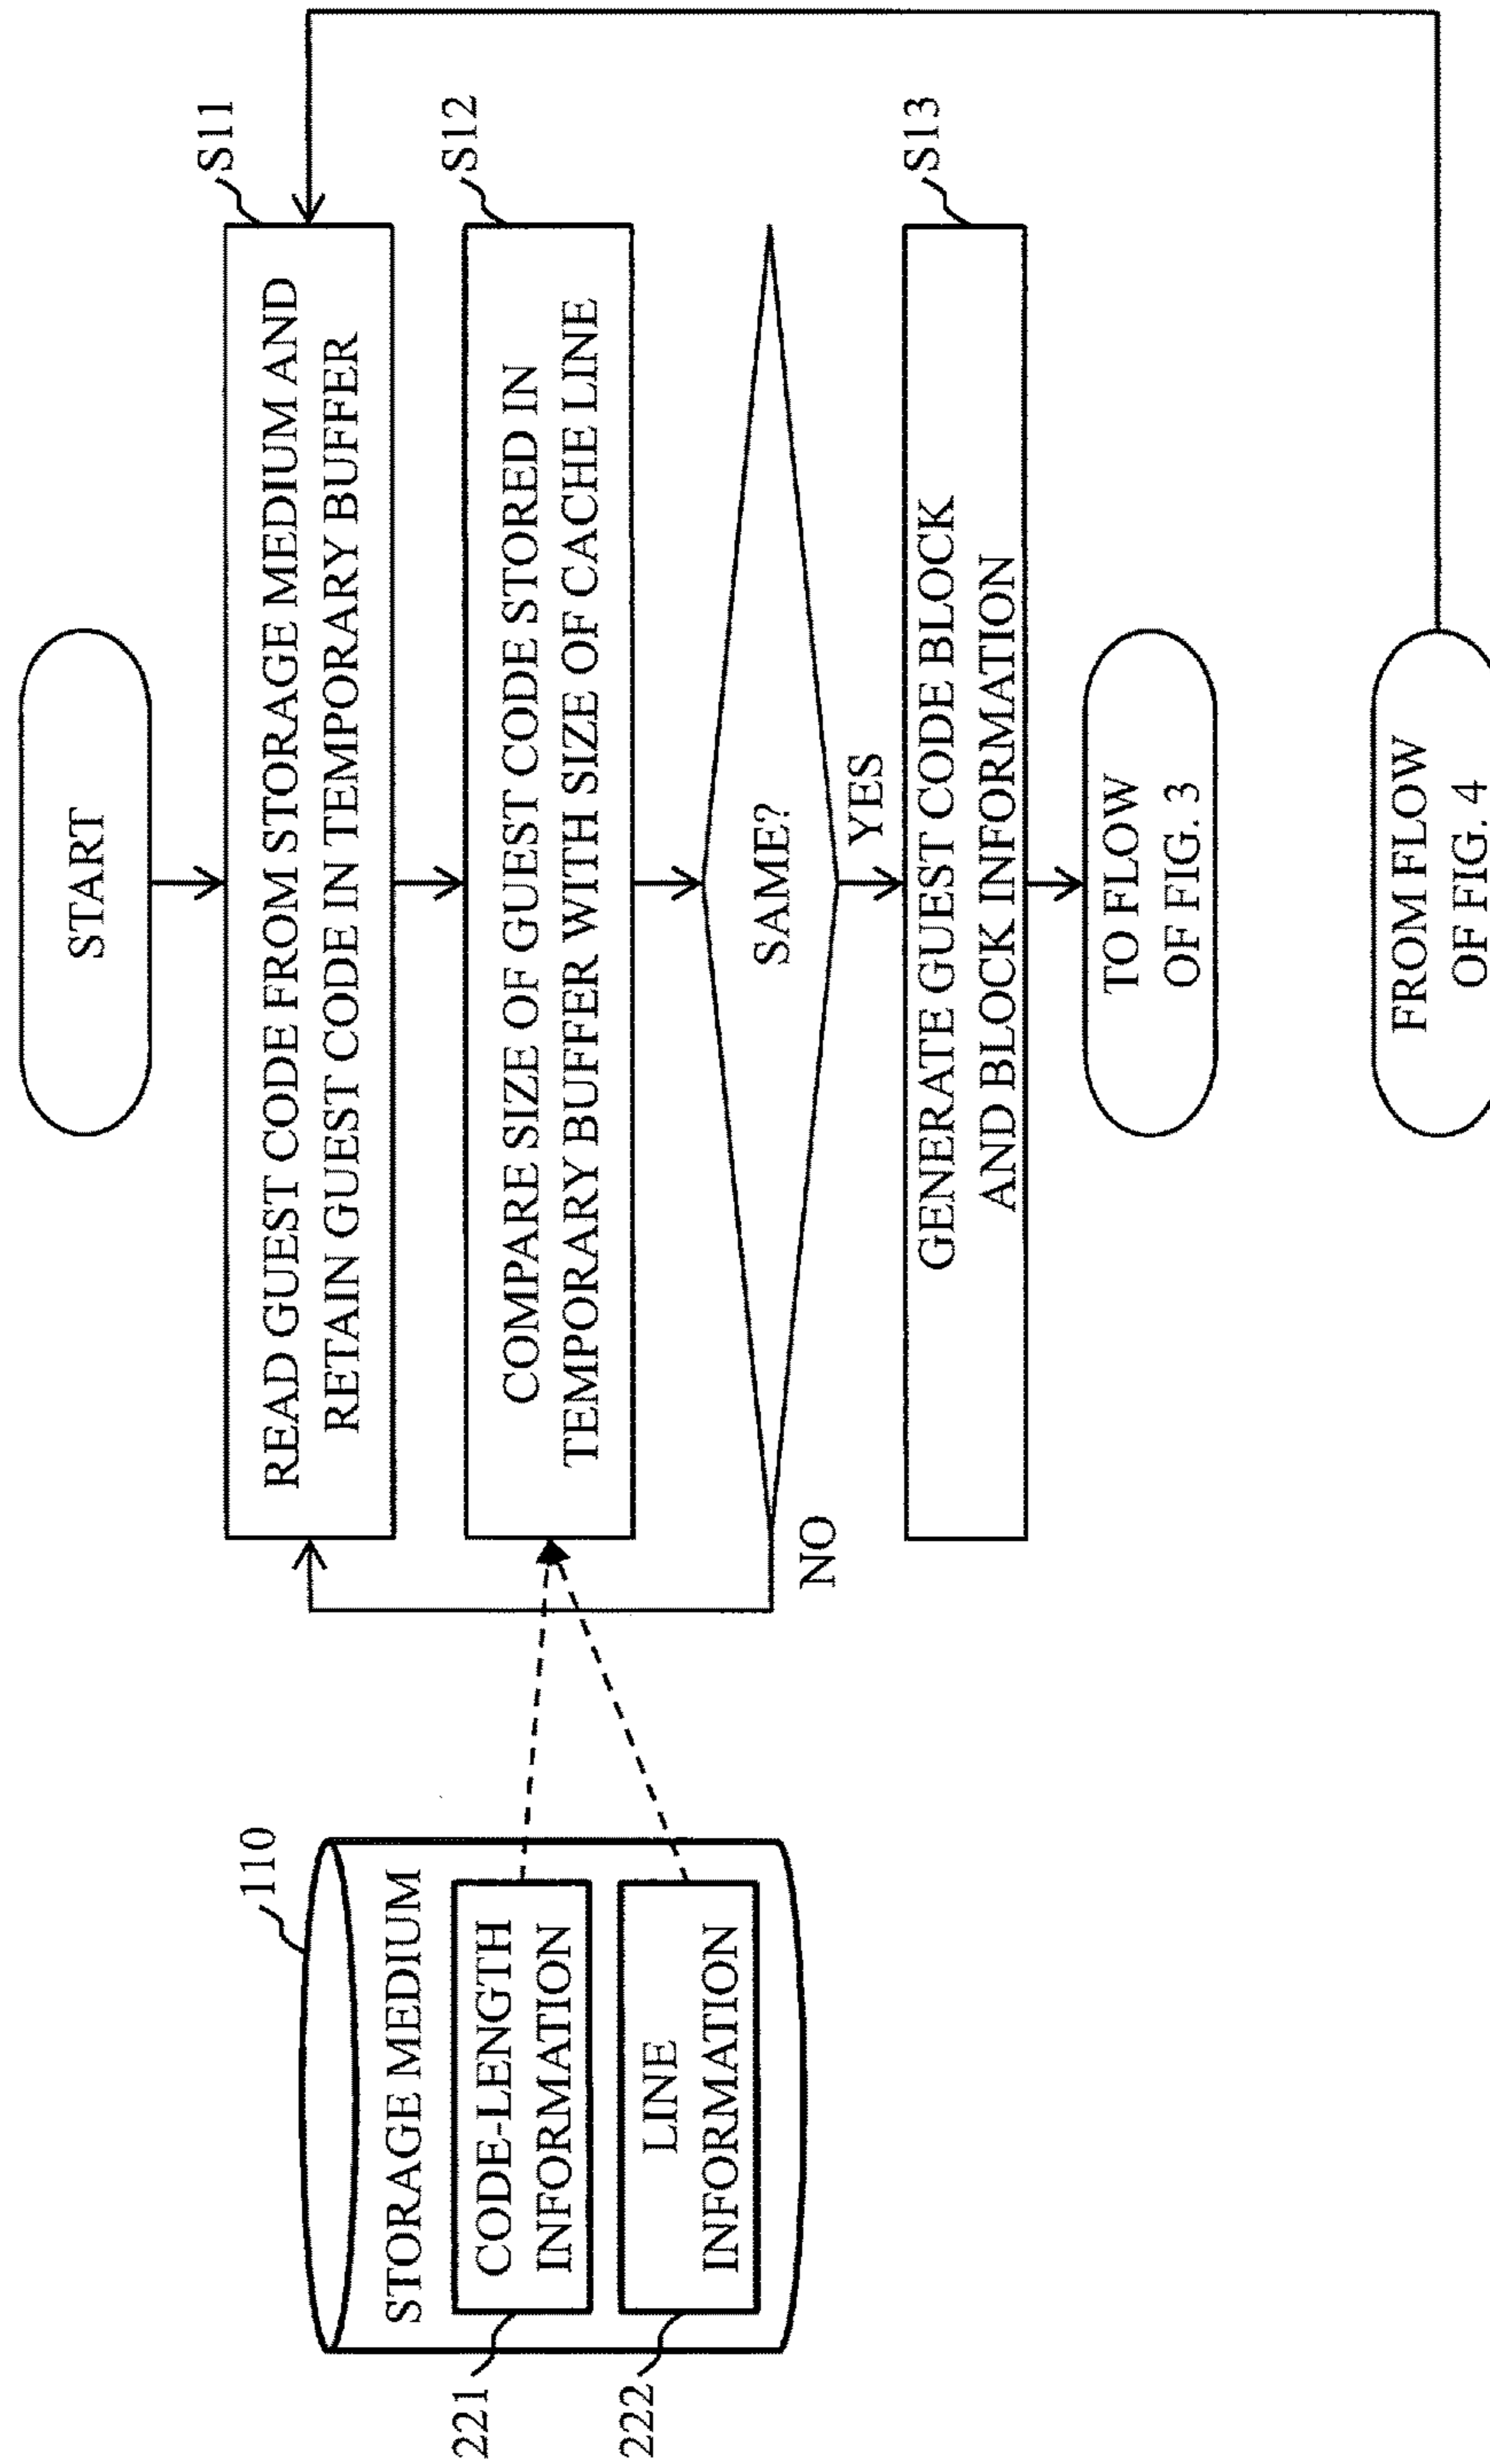 START
S11
READ GUEST CODE FROM STORAGE MEDIUM AND
RETAIN GUEST CODE IN TEMPORARY BUFFER
S12
COMPARE SIZE OF GUEST CODE STORED IN
TEMPORARY BUFFER WITH SIZE OF CACHE LINE
SAME?
NO
YES
S13
GENERATE GUEST CODE BLOCK
AND BLOCK INFORMATION
TO FLOW
OF FIG. 3
FROM FLOW
OF FIG. 4
110
STORAGE MEDIUM
221
CODE-LENGTH
INFORMATION
222
LINE
INFORMATION